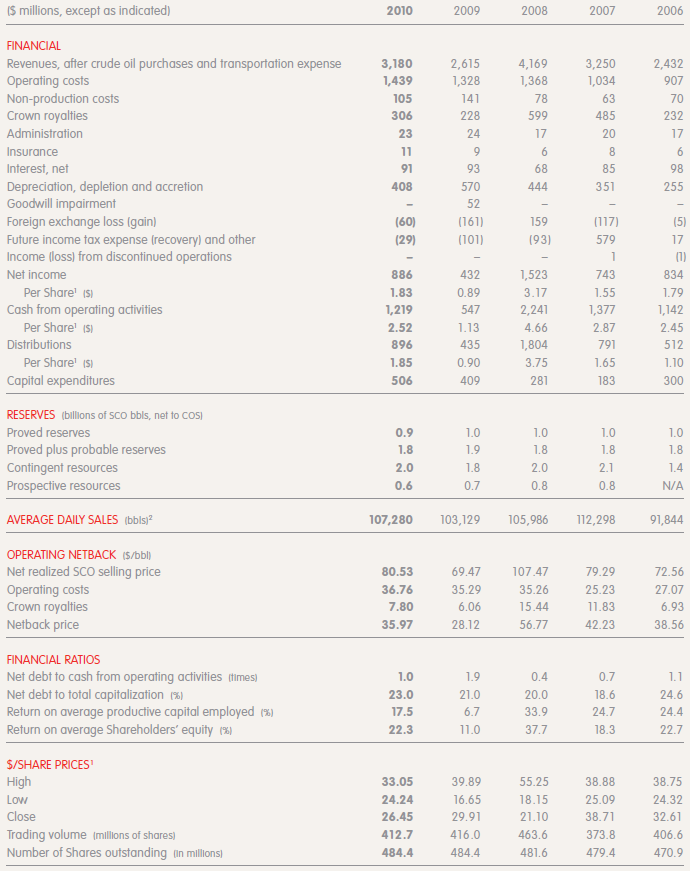 ($ millions, except as indicated) 2010 2009 2008 2007 2006
FINANCIAL
Revenues, after crude oil purchases and transportation expense 3,180 2,615 4,169 3,250 2,432
Operating costs 1,439 1,328 1,368 1,034 907
Non-production costs 105 141 78 63 70
Crown royalties 306 228 599 485 232
Administration 23 24 17 20 17
Insurance 11 9 6 8 6
Interest, net 91 93 68 85 98
Depreciation, depletion and accretion 408 570 444 351 255
Goodwill impairment – 52 – – –
Foreign exchange loss (gain) (60) (161) 159 (117) (5)
Future income tax expense (recovery) and other (29) (101) (93) 579 17
Income (loss) from discontinued operations – – – 1 (1)
Net income 886 432 1,523 743 834
Per Share¹ ($) 1.83 0.89 3.17 1.55 1.79
Cash from operating activities 1,219 547 2,241 1,377 1,142
Per Share¹ ($) 2.52 1.13 4.66 2.87 2.45
Distributions 896 435 1,804 791 512
Per Share¹ ($) 1.85 0.90 3.75 1.65 1.10
Capital expenditures 506 409 281 183 300
RESERVES (billions of SCO bbls, net to COS)
Proved reserves 0.9 1.0 1.0 1.0 1.0
Proved plus probable reserves 1.8 1.9 1.8 1.8 1.8
Contingent resources 2.0 1.8 2.0 2.1 1.4
Prospective resources 0.6 0.7 0.8 0.8 N/A
AVERAGE DAILY SALES (bbls)² 107,280 103,129 105,986 112,298 91,844
OPERATING NETBACK ($/bbl)
Net realized SCO selling price 80.53 69.47 107.47 79.29 72.56
Operating costs 36.76 35.29 35.26 25.23 27.07
Crown royalties 7.80 6.06 15.44 11.83 6.93
Netback price 35.97 28.12 56.77 42.23 38.56
FINANCIAL RATIOS
Net debt to cash from operating activities (times) 1.0 1.9 0.4 0.7 1.1
Net debt to total capitalization (%) 23.0 21.0 20.0 18.6 24.6
Return on average productive capital employed (%) 17.5 6.7 33.9 24.7 24.4
Return on average Shareholders' equity (%) 22.3 11.0 37.7 18.3 22.7
$/SHARE PRICES¹
High 33.05 39.89 55.25 38.88 38.75
Low 24.24 16.65 18.15 25.09 24.32
Close 26.45 29.91 21.10 38.71 32.61
Trading volume (millions of shares) 412.7 416.0 463.6 373.8 406.6
Number of Shares outstanding (in millions) 484.4 484.4 481.6 479.4 470.9